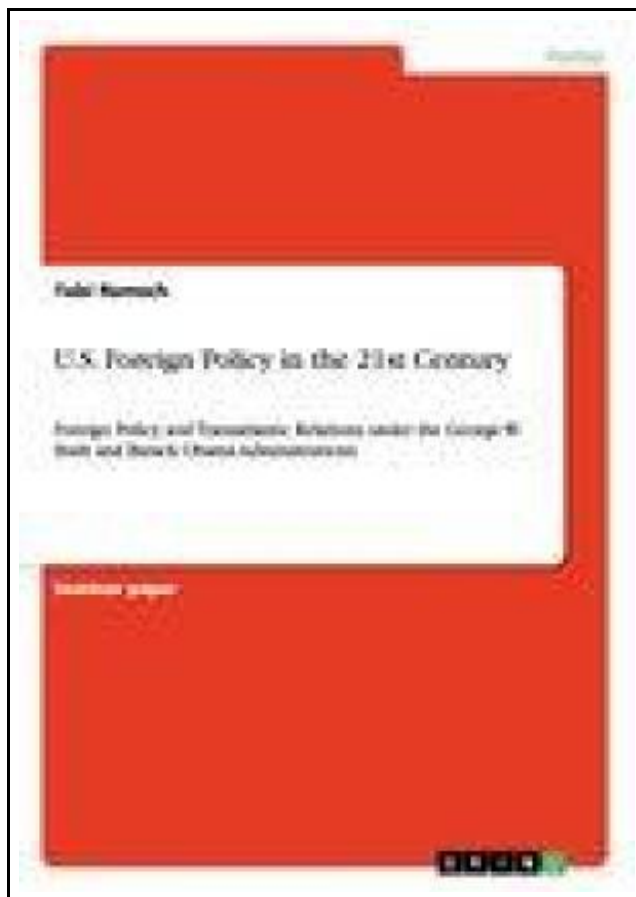 U.S. Foreign Policy in the 21st Century
Foreign Policy and Transatlantic Relations under the George W.
Bush and Barack Obama Administrations
Seminar paper
GRIN